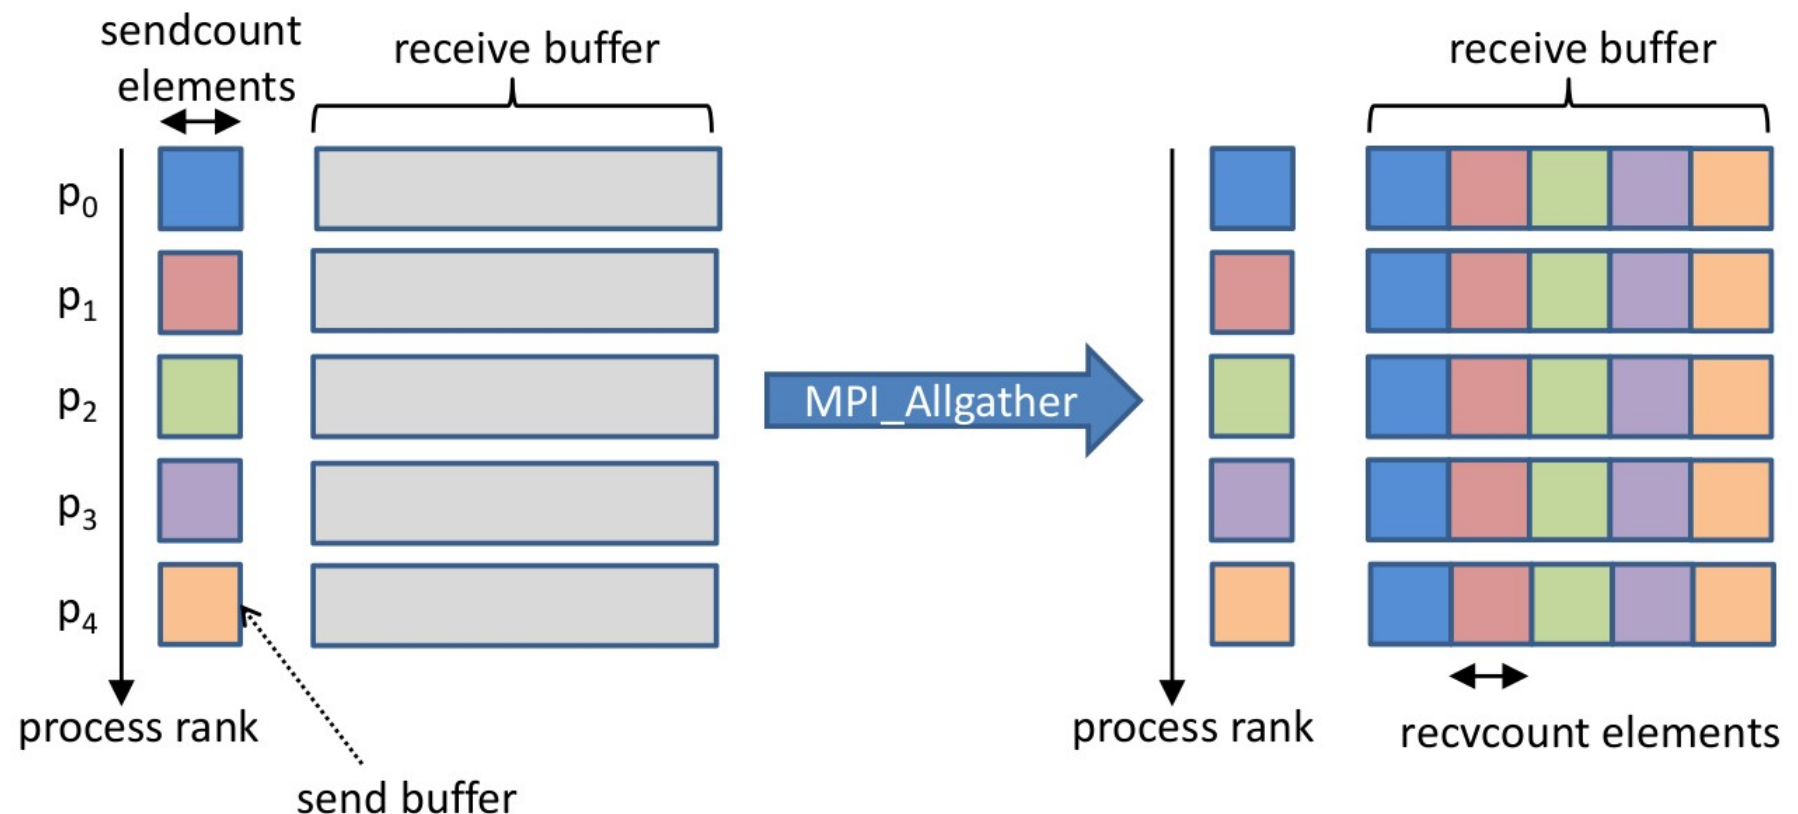 sendcount
elements
receive buffer
p0
p1
p2
p3
p4
process rank
send buffer
MPI_Allgather
receive buffer
process rank
recvcount elements